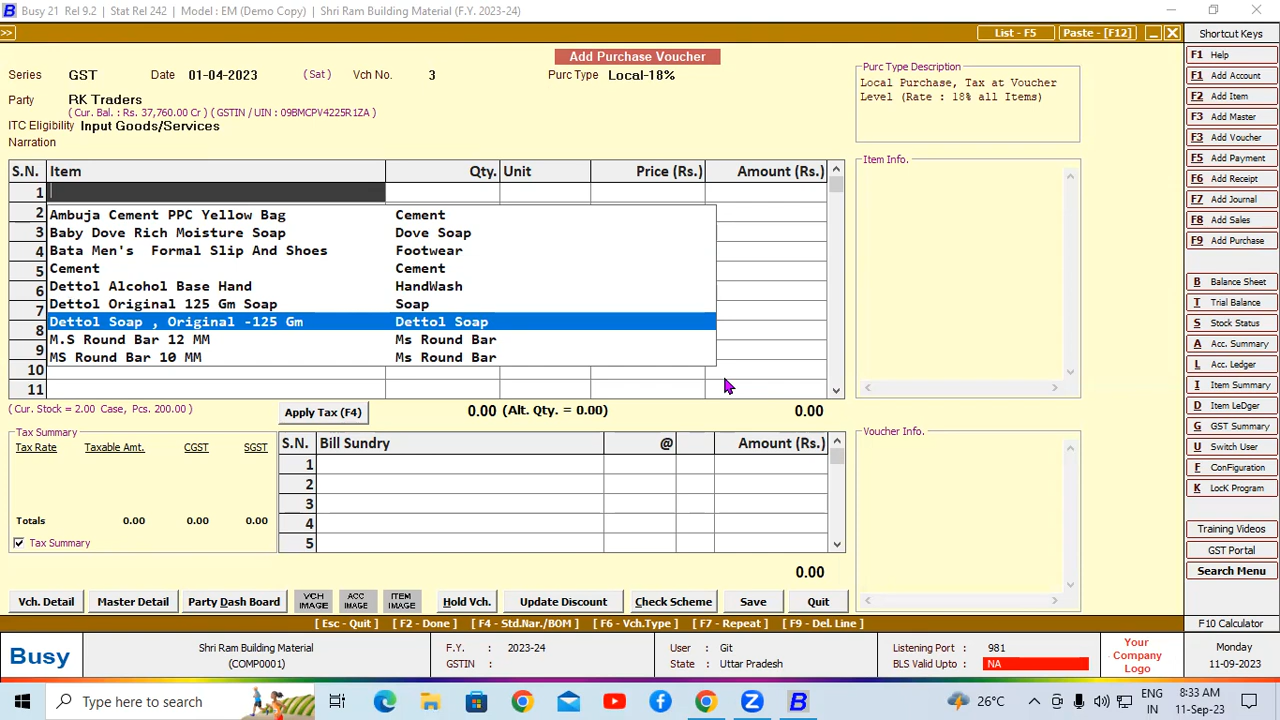 Busy 21 Rel 9.2 | Stat Rel 242 | Model : EM (Demo Copy) | Shri Ram Building Material (F.Y. 2023-24)
>> List - F5 Paste - [F12] Shortcut Keys
Add Purchase Voucher
Series GST Date 01-04-2023 (Sat) Vch No. 3 Purc Type Local-18%
Party RK Traders
(Cur. Bal. : Rs. 37,760.00 Cr) (GSTIN / UIN : 09BMCPV4225R1ZA )
ITC Eligibility Input Goods/Services
Narration
Purc Type Description
Local Purchase, Tax at Voucher
Level (Rate : 18% all Items)
S.N. Item Qty. Unit Price (Rs.) Amount (Rs.)
1
2
3
4
5
6
7
8
9
10
11
Ambuja Cement PPC Yellow Bag Cement
Baby Dove Rich Moisture Soap Dove Soap
Bata Men's Formal Slip And Shoes Footwear
Cement Cement
Dettol Alcohol Base Hand HandWash
Dettol Original 125 Gm Soap Soap
Dettol Soap , Original -125 Gm Dettol Soap
M.S Round Bar 12 MM Ms Round Bar
MS Round Bar 10 MM Ms Round Bar
Item Info.
(Cur. Stock = 2.00 Case, Pcs. 200.00 ) Apply Tax (F4) 0.00 (Alt. Qty. = 0.00) 0.00
Tax Summary
Tax Rate Taxable Amt. CGST SGST
Totals 0.00 0.00 0.00
Tax Summary
S.N. Bill Sundry @ Amount (Rs.)
1
2
3
4
5
0.00
Voucher Info.
Vch. Detail Master Detail Party Dash Board VCH IMAGE ACC IMAGE ITEM IMAGE Hold Vch. Update Discount Check Scheme Save Quit
[ Esc - Quit ] [ F2 - Done ] [ F4 - Std.Nar./BOM ] [ F6 - Vch.Type ] [ F7 - Repeat ] [ F9 - Del. Line ]
F1 Help
F1 Add Account
F2 Add Item
F3 Add Master
F3 Add Voucher
F5 Add Payment
F6 Add Receipt
F7 Add Journal
F8 Add Sales
F9 Add Purchase
B Balance Sheet
T Trial Balance
S Stock Status
A Acc. Summary
L Acc. Ledger
I Item Summary
D Item LeDger
G GST Summary
U Switch User
F ConFiguration
K LocK Program
Training Videos
GST Portal
Search Menu
F10 Calculator
Busy
Shri Ram Building Material
(COMP0001)
F.Y. : 2023-24
GSTIN :
User : Git
State : Uttar Pradesh
Listening Port : 981
BLS Valid Upto : NA
Your
Company
Logo
Monday
11-09-2023
Type here to search
26°C
ENG
IN
8:33 AM
11-Sep-23